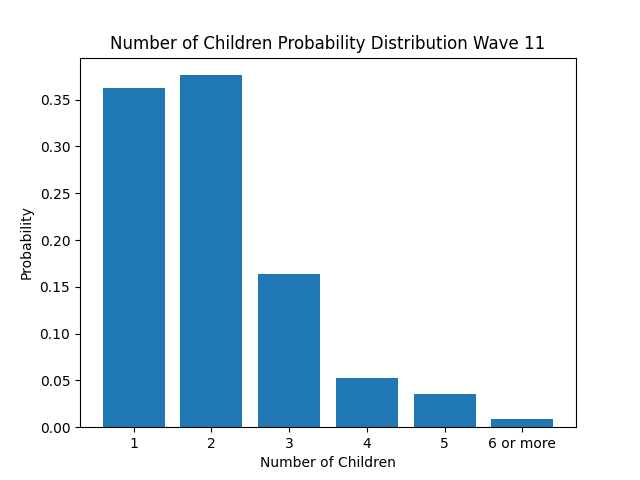 Number of Children Probability Distribution Wave 11
0.35
0.30
0.25
0.20
0.15
0.10
0.05
0.00
Probability
1 2 3 4 5 6 or more
Number of Children